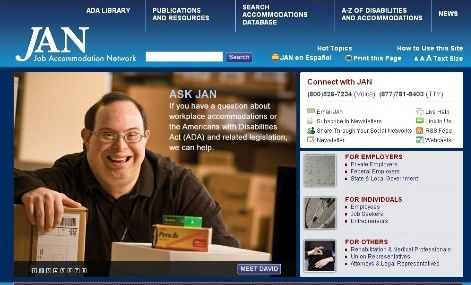 ADA LIBRARY
PUBLICATIONS
AND RESOURCES
SEARCH
ACCOMMODATIONS
DATABASE
A-Z OF DISABILITIES
AND ACCOMMODATIONS
NEWS
JAN
Job Accommodation Network
Search
Hot Topics
How to Use this Site
JAN en Español
Print this Page
A A A Text Size
ASK JAN
If you have a question about
workplace accommodations or
the Americans with Disabilities
Act (ADA) and related legislation,
we can help.
Pencils
MEET DAVID
Connect with JAN
(800)526-7234 (Voice) (877)781-9403 (TTY)
Email JAN
Live Help
Subscribe to Newsletters
Link to Us
Share Through Your Social Networks
RSS Feed
Newsletter
Webcasts
FOR EMPLOYERS
Private Employers
Federal Employers
State & Local Government
FOR INDIVIDUALS
Employees
Job Seekers
Entrepreneurs
FOR OTHERS
Rehabilitation & Medical Professionals
Union Representatives
Attorneys & Legal Representatives